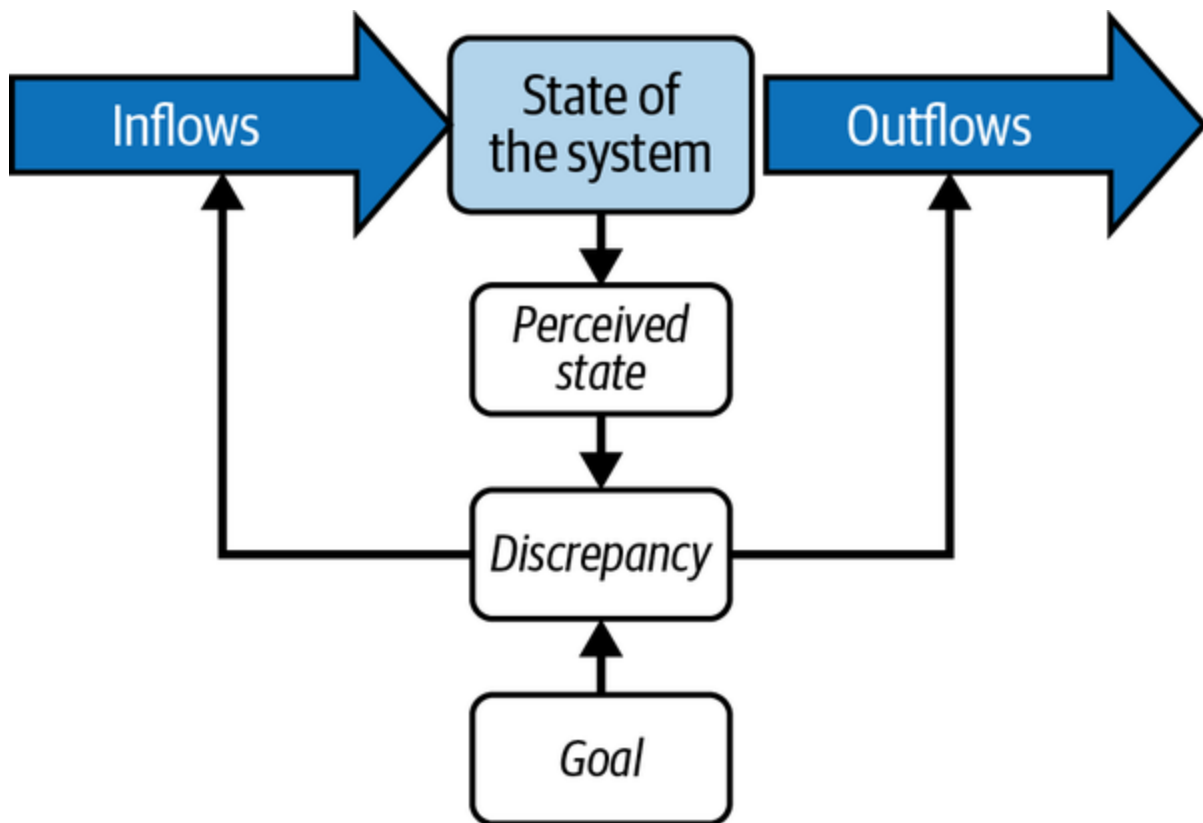 Inflows
State of
the system
Outflows
Perceived
state
Discrepancy
Goal